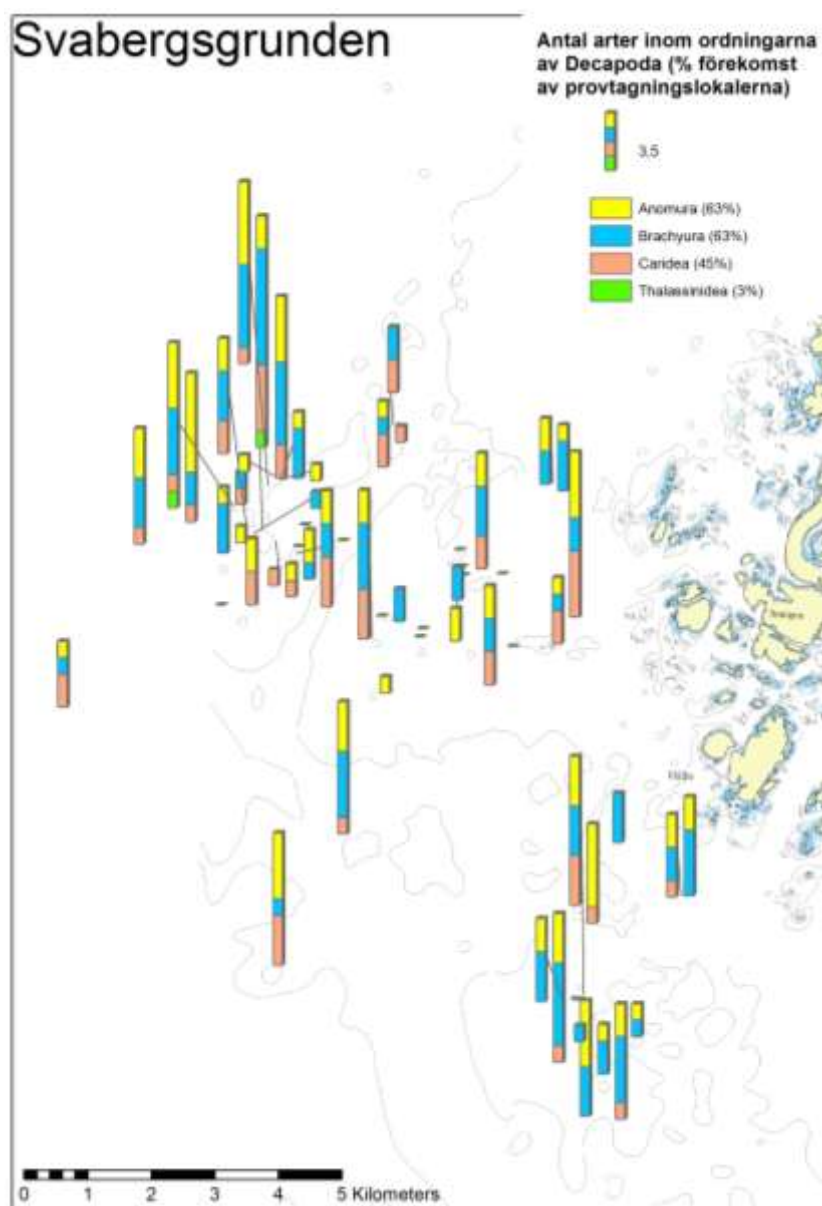 Svabergsgrunden
Antal arter inom ordningarna
av Decapoda (% förekomst
av provtagningslokalerna)
3,5
Anomura (63%)
Brachyura (63%)
Caridea (45%)
Thalassinidea (3%)
0 1 2 3 4 5 Kilometers